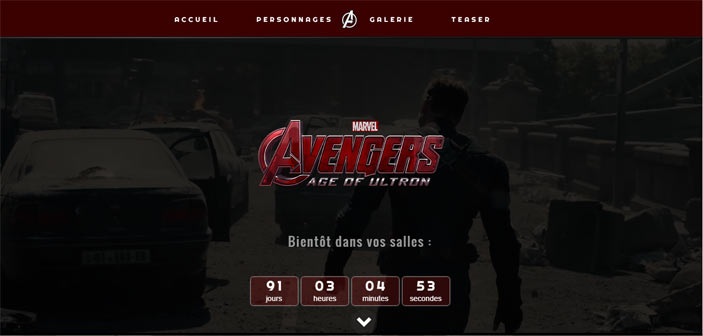 ACCUEIL PERSONNAGES GALERIE TEASER
MARVEL
AVENGERS
AGE OF ULTRON
Bientôt dans vos salles :
91 03 04 53
jours heures minutes secondes